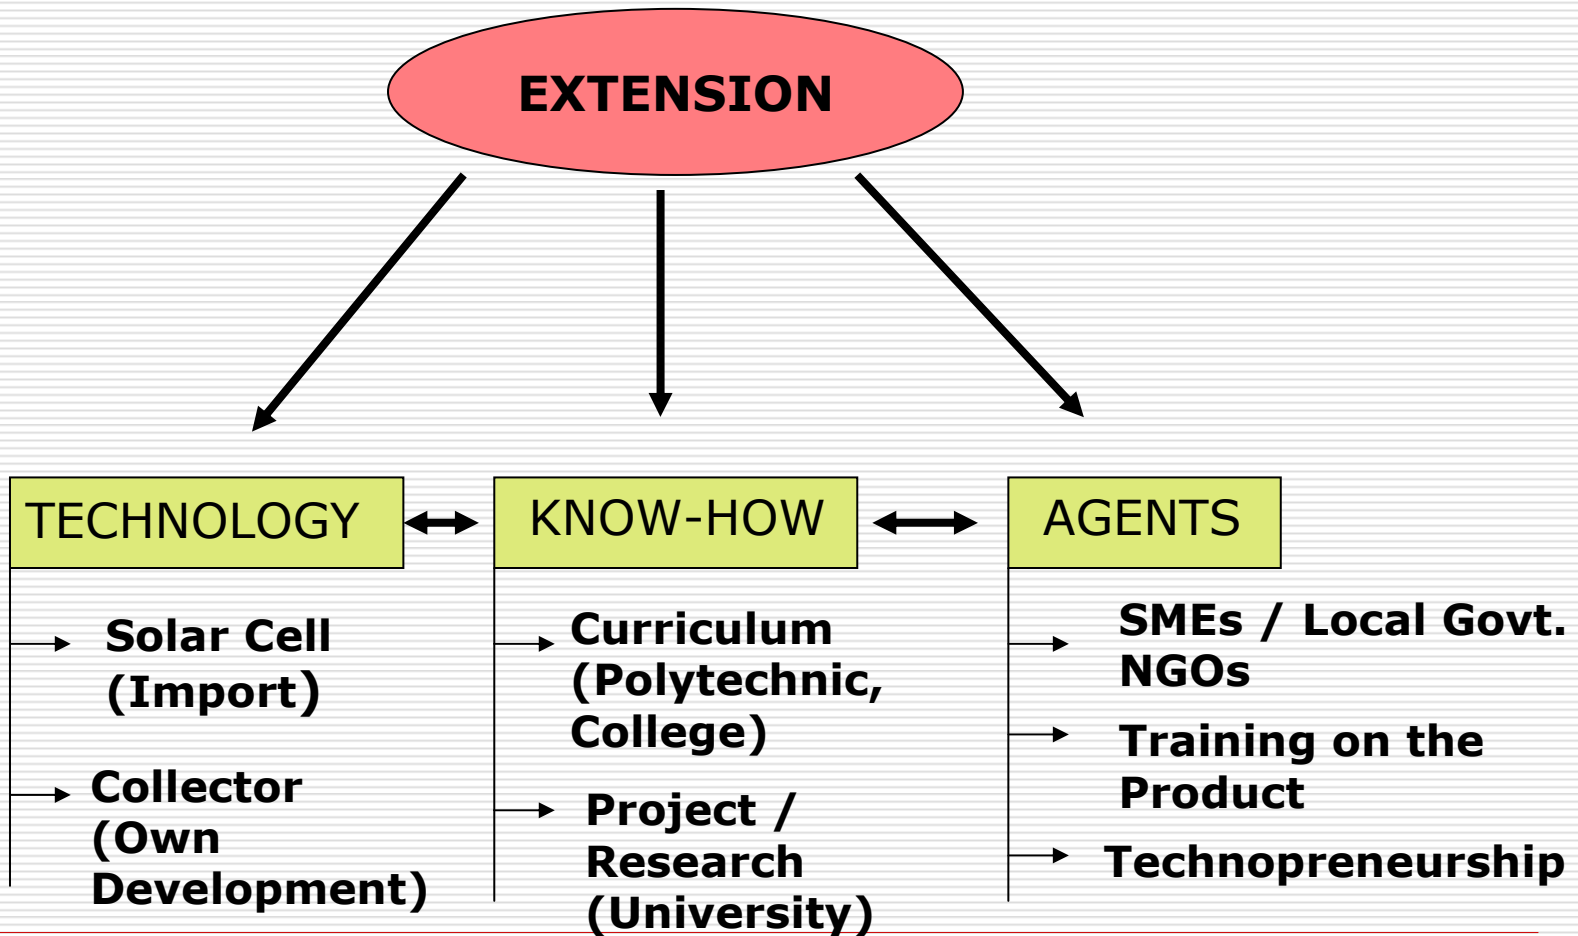 EXTENSION
TECHNOLOGY
Solar Cell
(Import)
Collector
(Own
Development)
KNOW-HOW
Curriculum
(Polytechnic,
College)
Project /
Research
(University)
AGENTS
SMEs / Local Govt.
NGOs
Training on the
Product
Technopreneurship